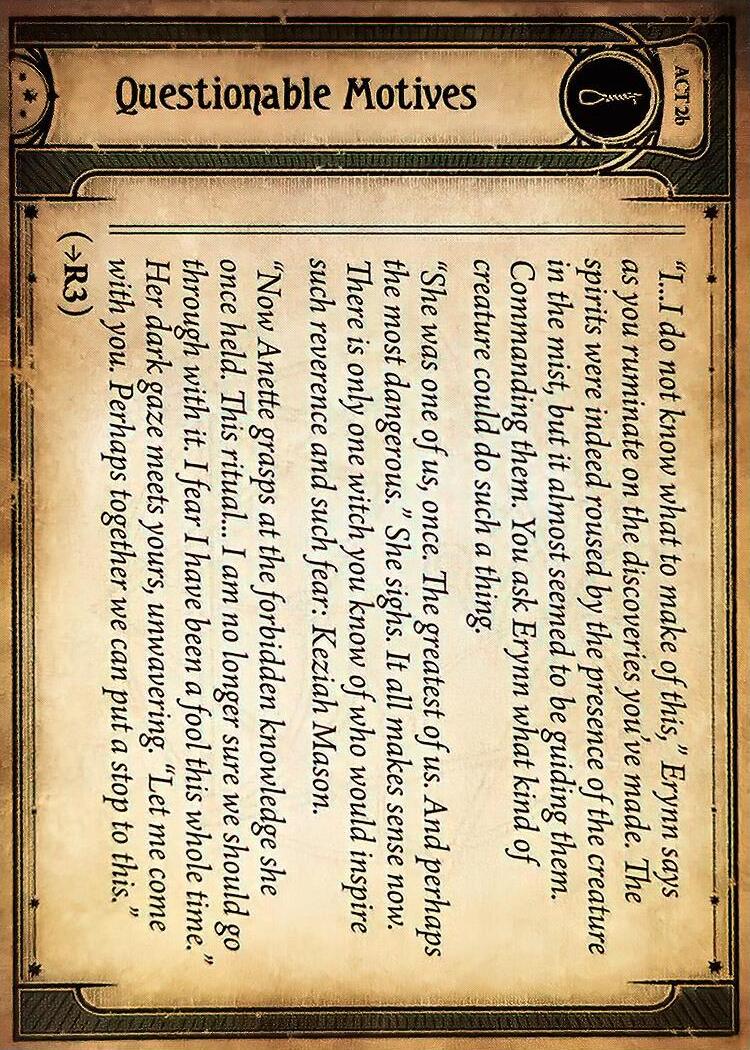 ACT 2b
Questionable Motives
“I...I do not know what to make of this,” Erynn says
as you ruminate on the discoveries you’ve made. The
spirits were indeed roused by the presence of the creature
in the mist, but it almost seemed to be guiding them.
Commanding them. You ask Erynn what kind of
creature could do such a thing.
“She was one of us, once. The greatest of us. And perhaps
the most dangerous.” She sighs. It all makes sense now.
There is only one witch you know of who would inspire
such reverence and such fear: Keziah Mason.
“Now Anette grasps at the forbidden knowledge she
once held. This ritual... I am no longer sure we should go
through with it. I fear I have been a fool this whole time.”
Her dark gaze meets yours, unwavering. “Let me come
with you. Perhaps together we can put a stop to this.”
(→R3)